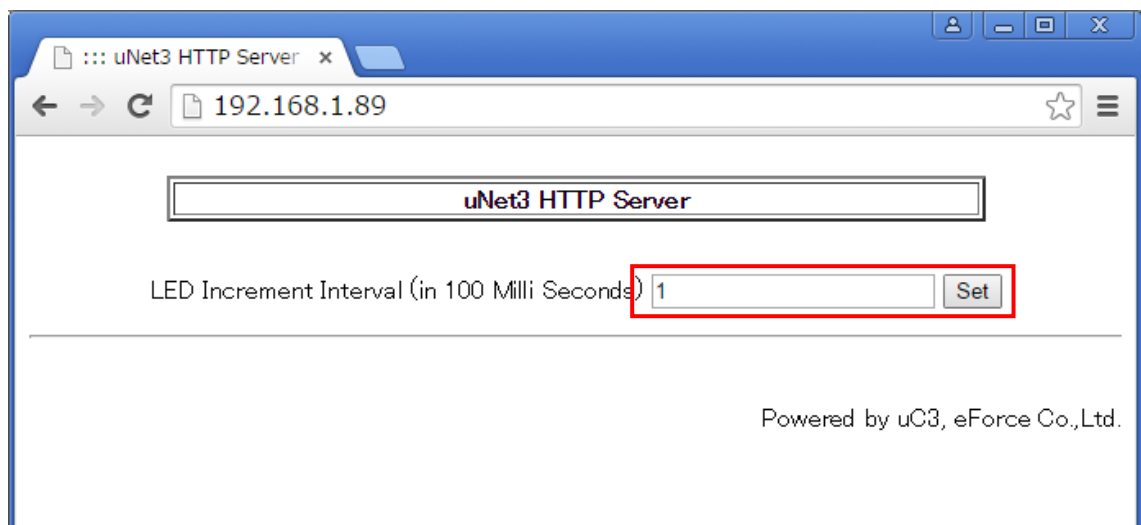 ::: uNet3 HTTP Server
192.168.1.89
uNet3 HTTP Server
LED Increment Interval (in 100 Milli Seconds) 1 Set
Powered by uC3, eForce Co.,Ltd.